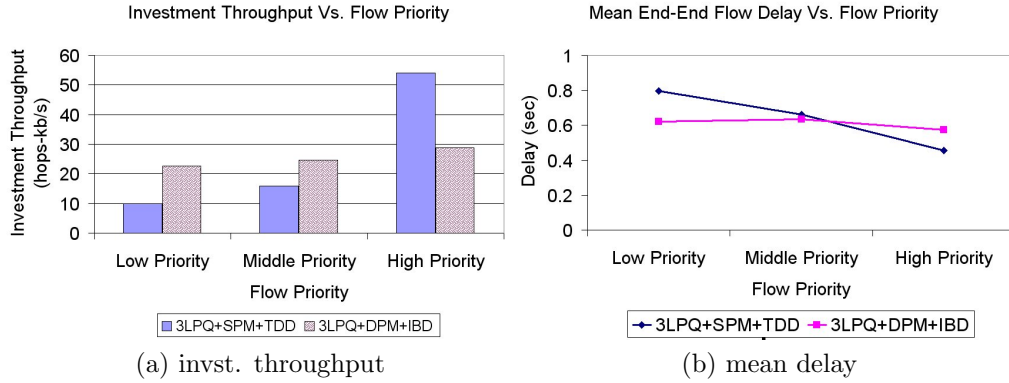 Investment Throughput Vs. Flow Priority
Investment Throughput
(hops-kb/s)
60
50
40
30
20
10
0
Low Priority Middle Priority High Priority
Flow Priority
3LPQ+SPM+TDD 3LPQ+DPM+IBD
(a) invst. throughput
Mean End-End Flow Delay Vs. Flow Priority
Delay (sec)
1
0.8
0.6
0.4
0.2
0
Low Priority Middle Priority High Priority
Flow Priority
3LPQ+SPM+TDD 3LPQ+DPM+IBD
(b) mean delay